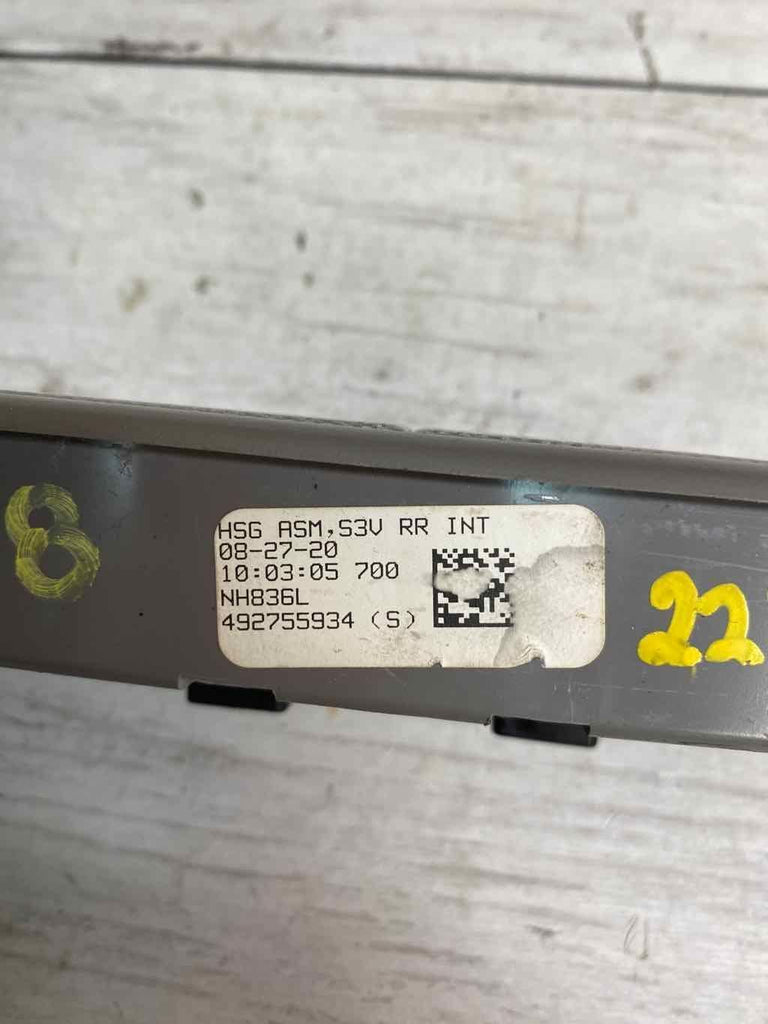 HSG ASM,S3V RR INT
08-27-20
10:03:05 700
NH836L
492755934 (S)
8
22